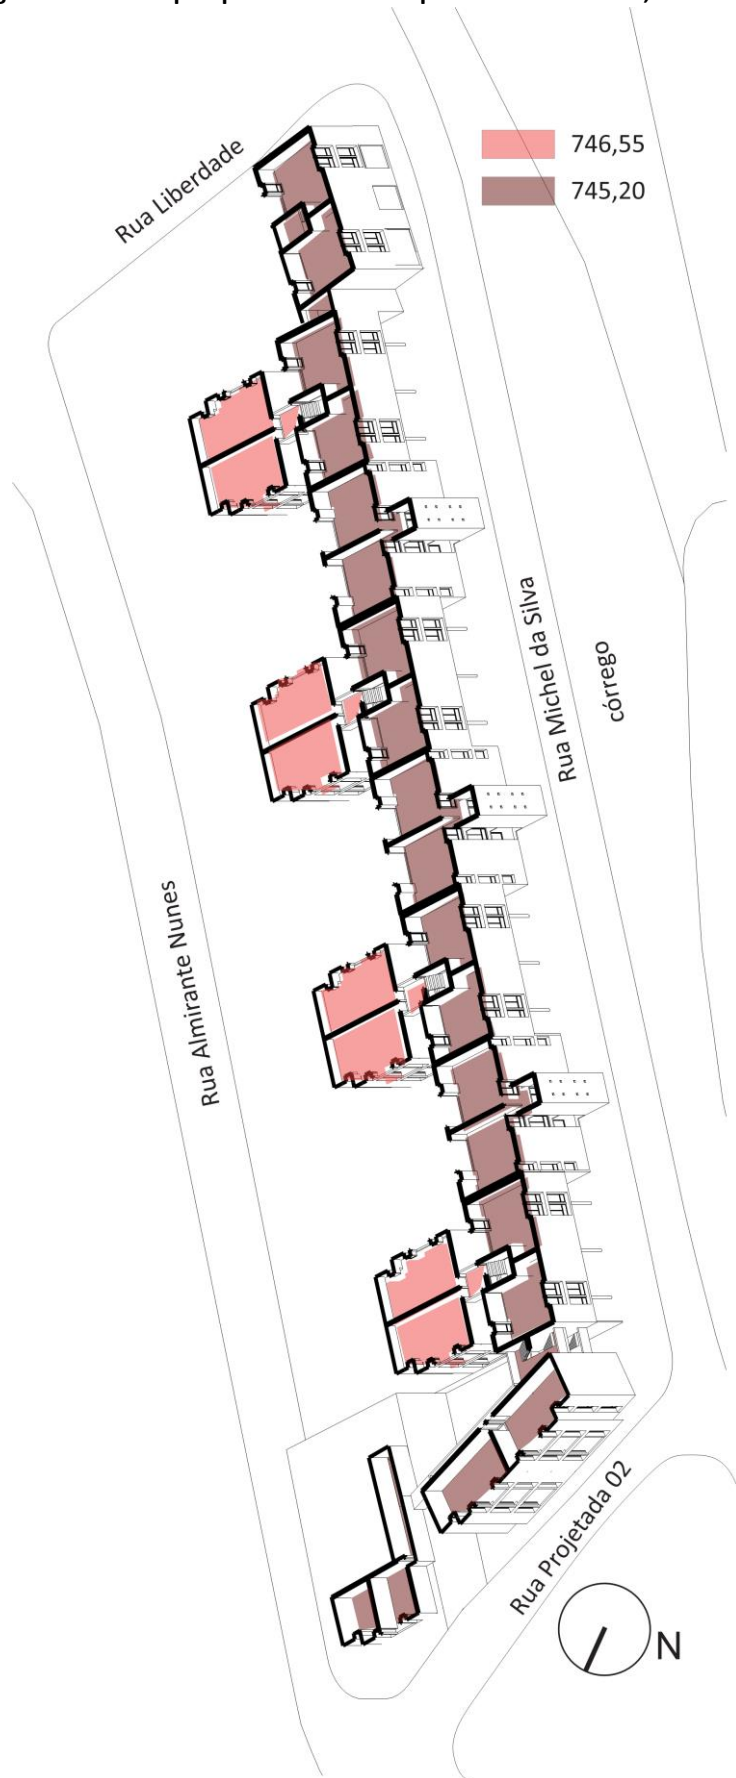 Rua Liberdade
746,55
745,20
Rua Michel da Silva
córrego
Rua Almirante Nunes
Rua Projetada 02
N